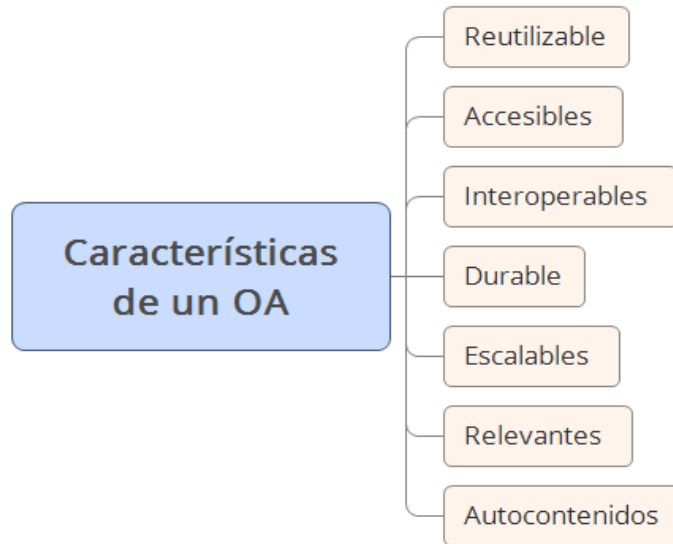 Características
de un OA
Reutilizable
Accesibles
Interoperables
Durable
Escalables
Relevantes
Autocontenidos